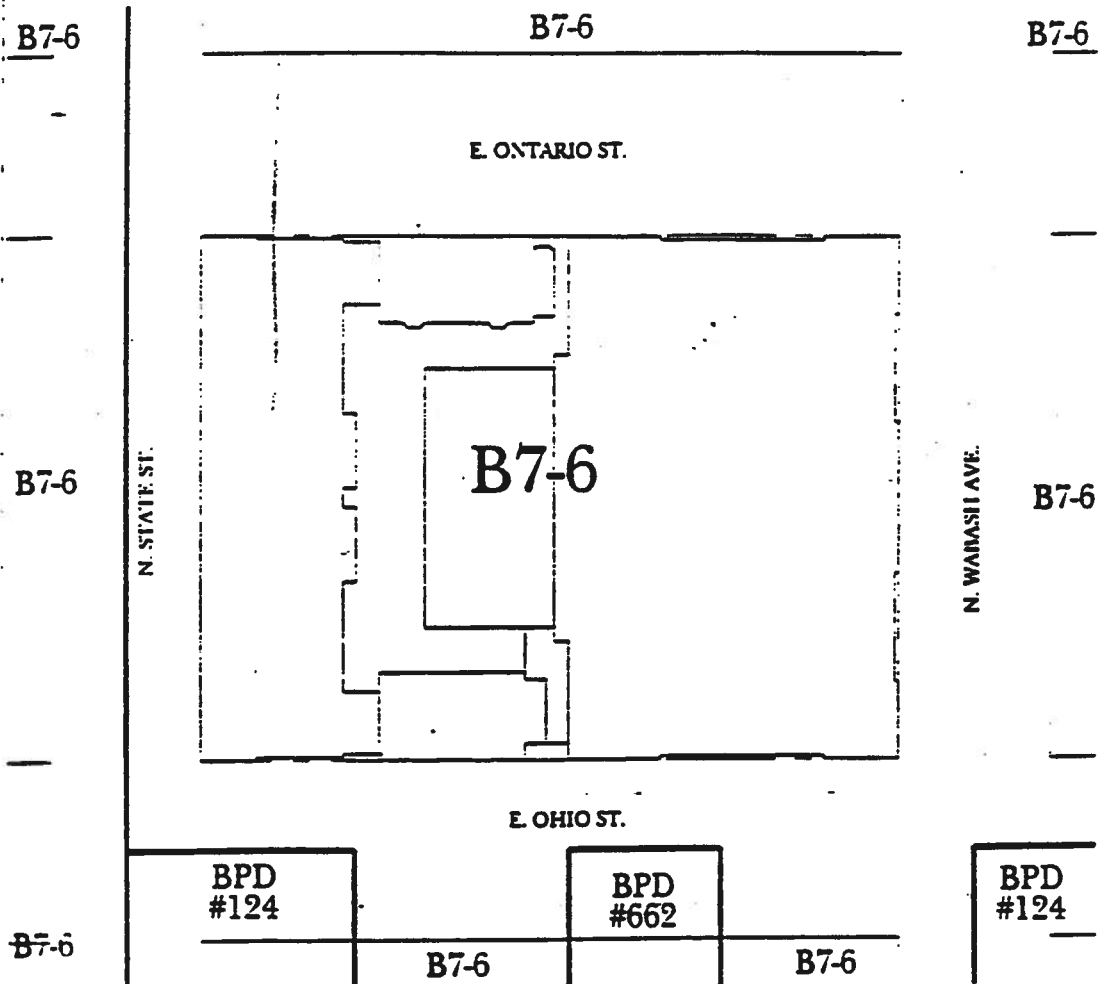 B7-6
B7-6
B7-6
E. ONTARIO ST.
B7-6
N. STATE ST.
B7-6
N. WABASH AVE.
B7-6
E. OHIO ST.
BPD
#124
BPD
#662
BPD
#124
B7-6
B7-6
B7-6